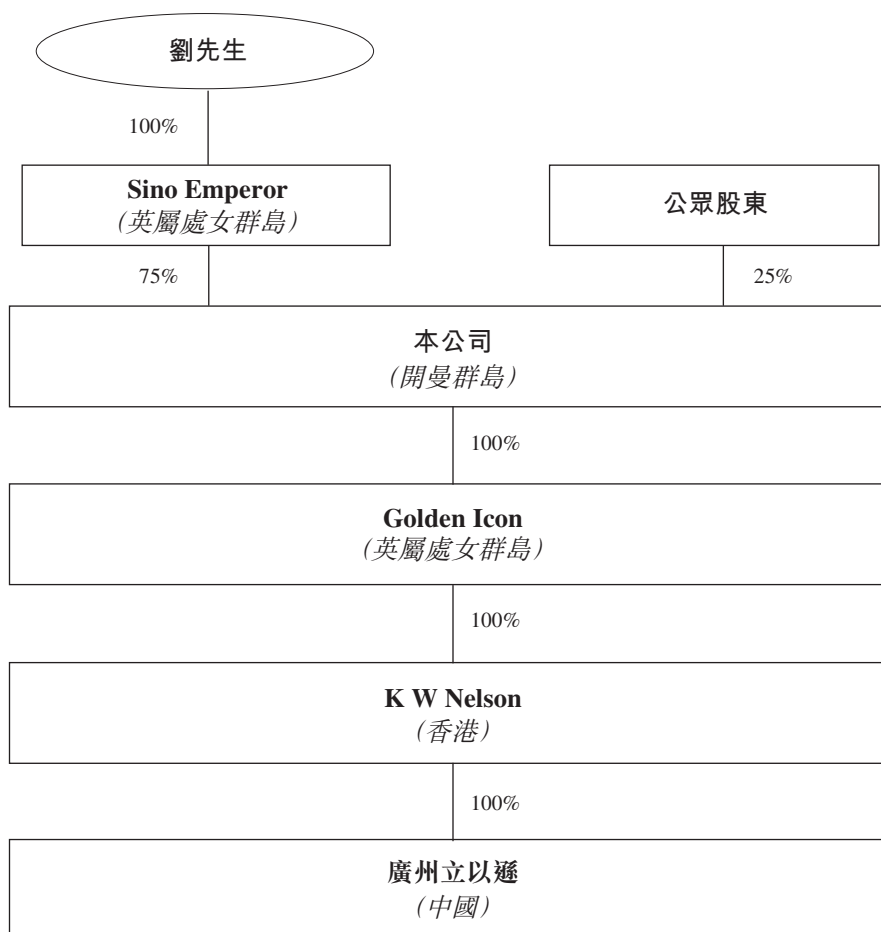 劉先生
100%
Sino Emperor
(英屬處女群島)
公眾股東
75%
25%
本公司
(開曼群島)
100%
Golden Icon
(英屬處女群島)
100%
K W Nelson
(香港)
100%
廣州立以遜
(中國)